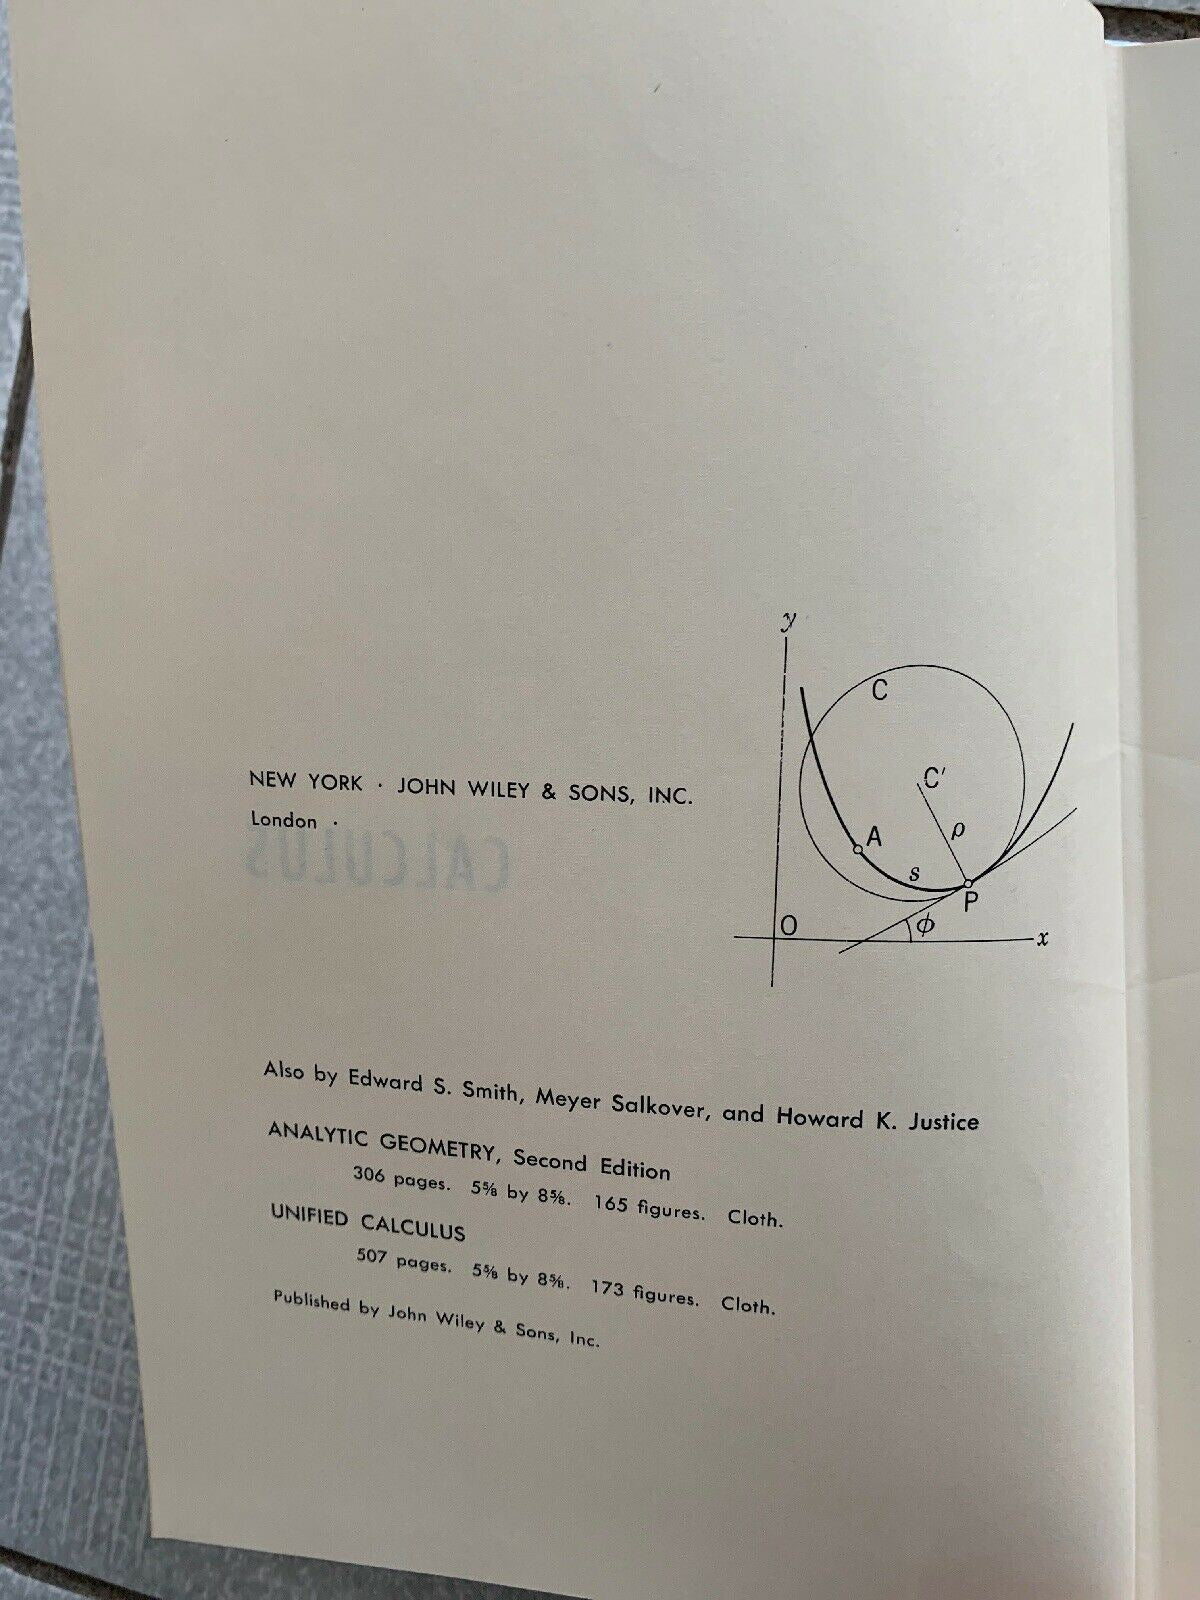 y
C
C'
NEW YORK · JOHN WILEY & SONS, INC.
London ·
CALCULUS
A
ρ
s
P
O
ϕ
x
Also by Edward S. Smith, Meyer Salkover, and Howard K. Justice
ANALYTIC GEOMETRY, Second Edition
306 pages. 5⅝ by 8⅝. 165 figures. Cloth.
UNIFIED CALCULUS
507 pages. 5⅝ by 8⅝. 173 figures. Cloth.
Published by John Wiley & Sons, Inc.